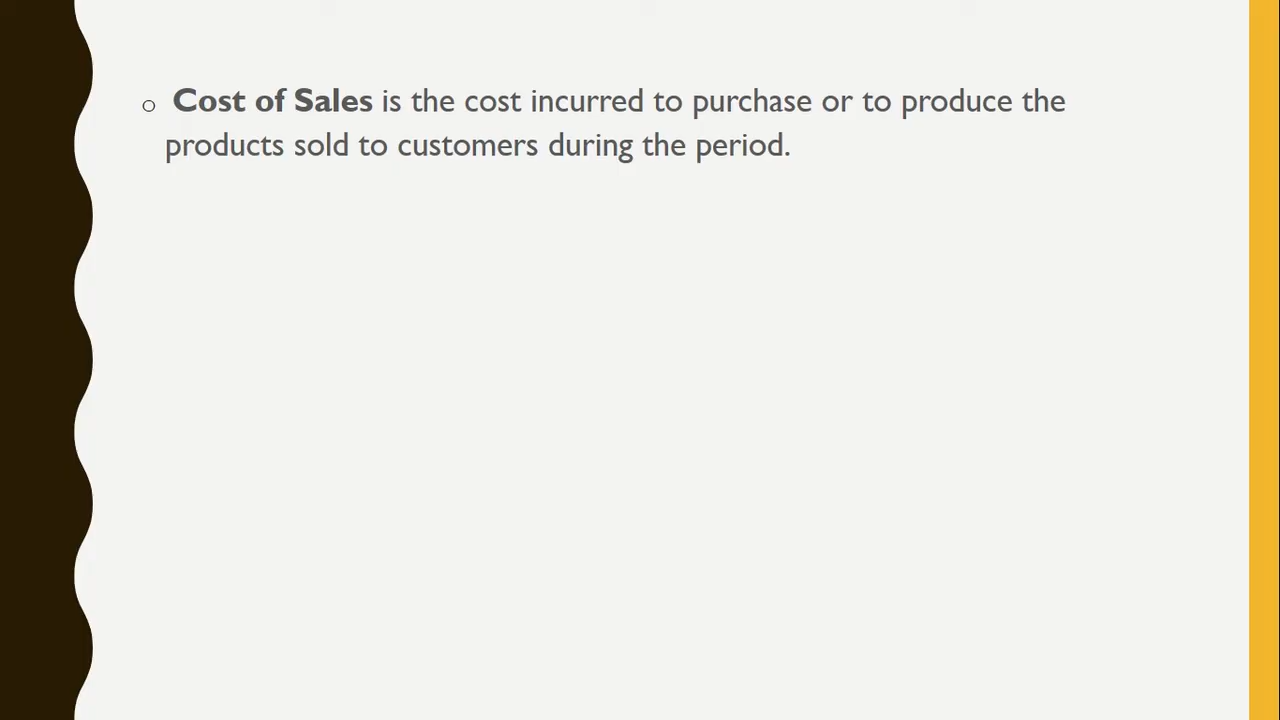 ○ Cost of Sales is the cost incurred to purchase or to produce the
products sold to customers during the period.